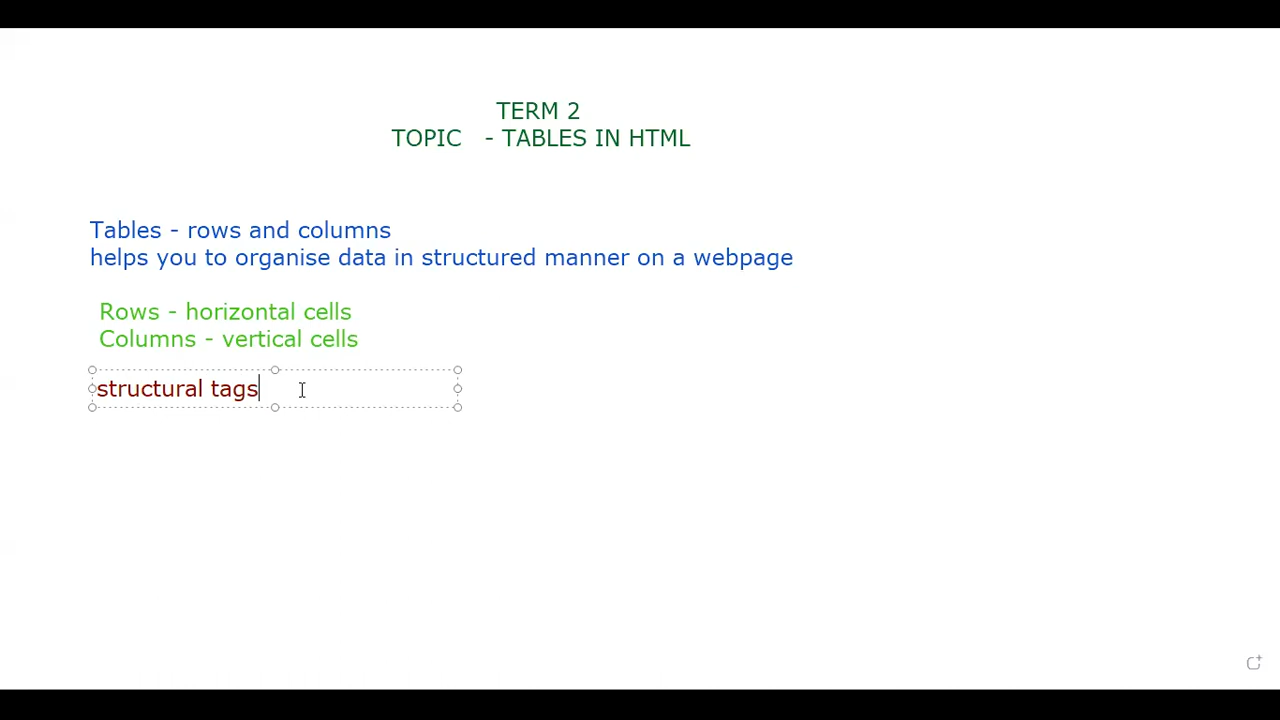 TERM 2
TOPIC - TABLES IN HTML
Tables - rows and columns
helps you to organise data in structured manner on a webpage
Rows - horizontal cells
Columns - vertical cells
structural tags